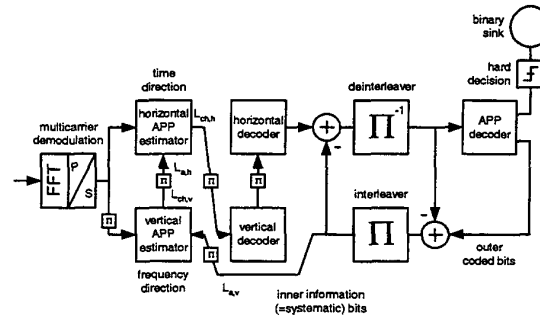 binary
sink
time
direction
hard
decision
deinterleaver
multicarrier
demodulation
horizontal
APP
estimator
L_ch,h
horizontal
decoder
+
-
Π^-1
APP
decoder
FFT
P
S
L_a,h
π
π
π
L_ch,v
interleaver
π
vertical
APP
estimator
vertical
decoder
Π
-
+
π
frequency
direction
outer
coded bits
L_a,v
inner information
(=systematic) bits